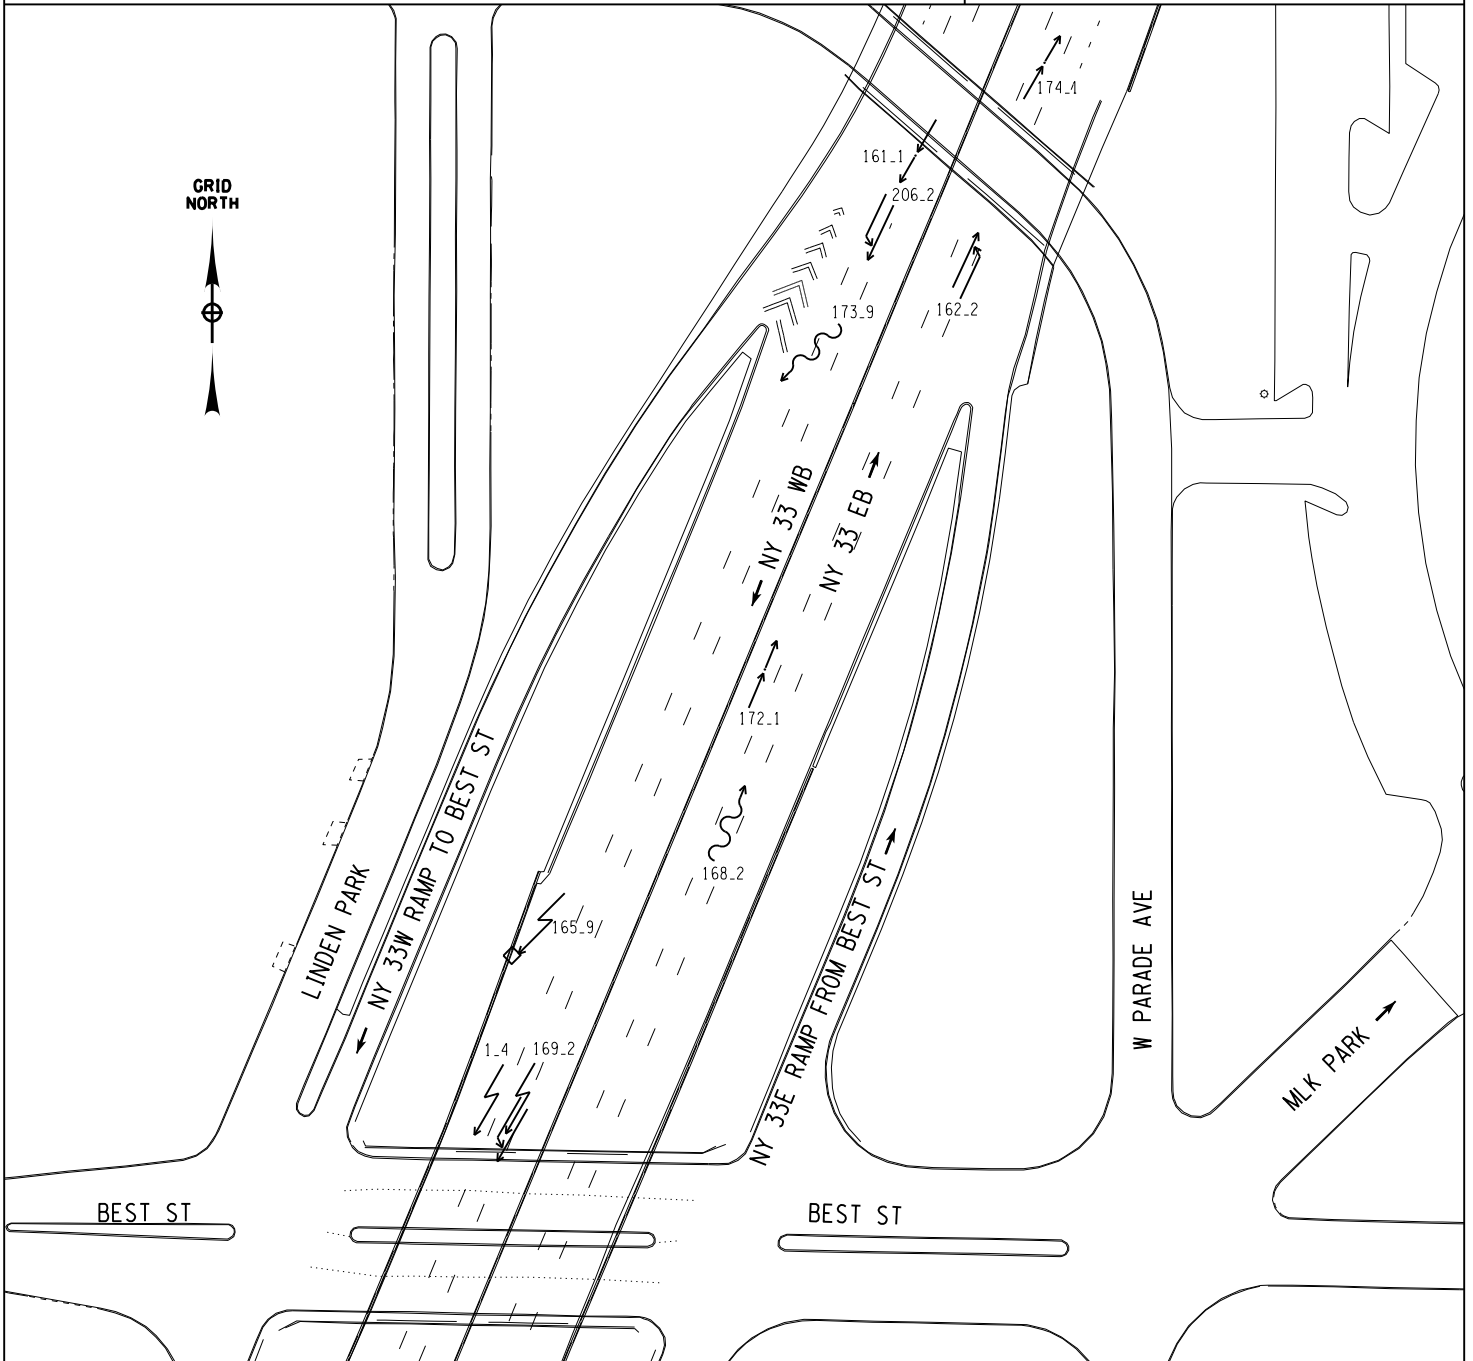 174_1
161_1
GRID
NORTH
206_2
162_2
173_9
NY 33 WB
NY 33 EB
172_1
NY 33W RAMP TO BEST ST
168_2
LINDEN PARK
165_9
NY 33E RAMP FROM BEST ST
W PARADE AVE
1_4
169_2
MLK PARK
BEST ST
BEST ST